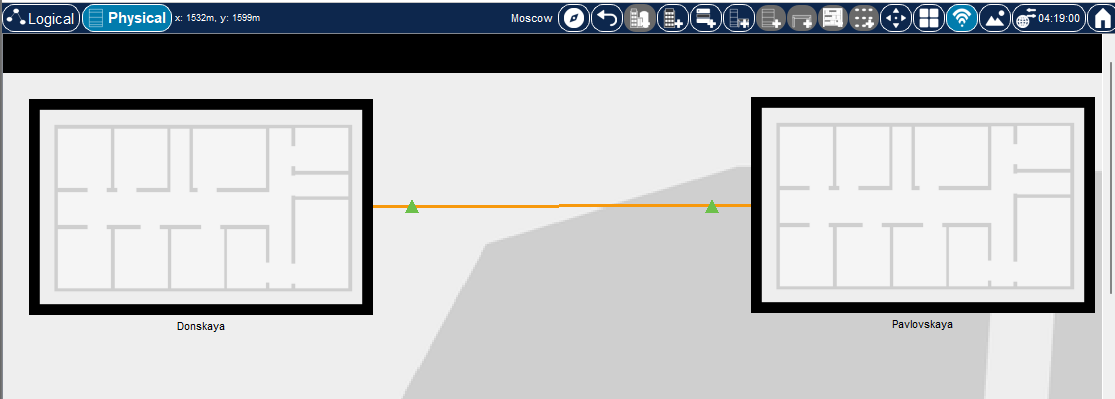 Logical Physical x: 1532m, y: 1599m Moscow 04:19:00
Donskaya
Pavlovskaya